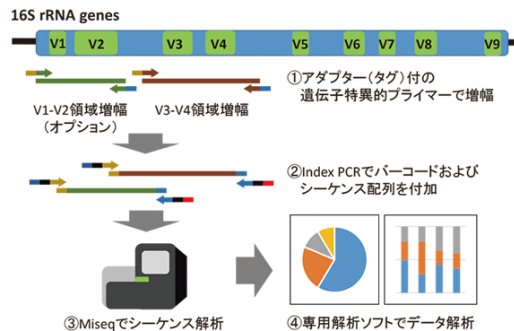 16S rRNA genes
V1 V2 V3 V4 V5 V6 V7 V8 V9
①アダプター(タグ)付の
遺伝子特異的プライマーで増幅
V1-V2領域増幅
(オプション)
V3-V4領域増幅
②Index PCRでバーコードおよび
シーケンス配列を付加
③Miseqでシーケンス解析
④専用解析ソフトでデータ解析